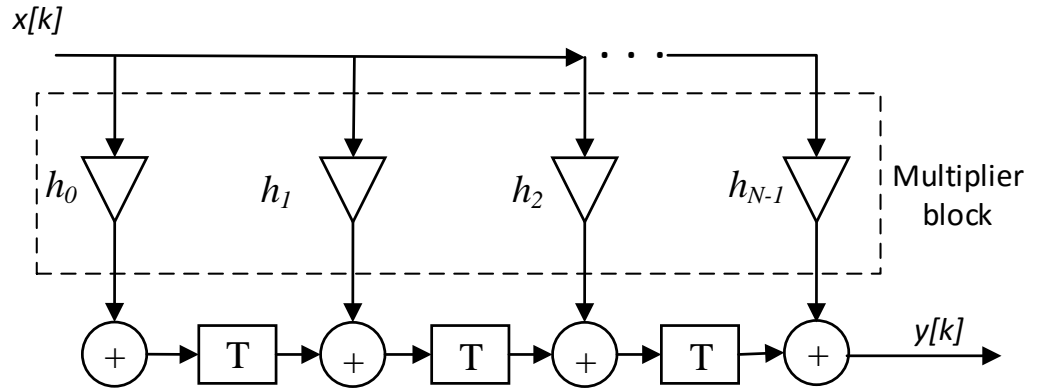 x[k]
. . .
h0
h1
h2
hN-1
Multiplier
block
+
T
+
T
+
T
+
y[k]